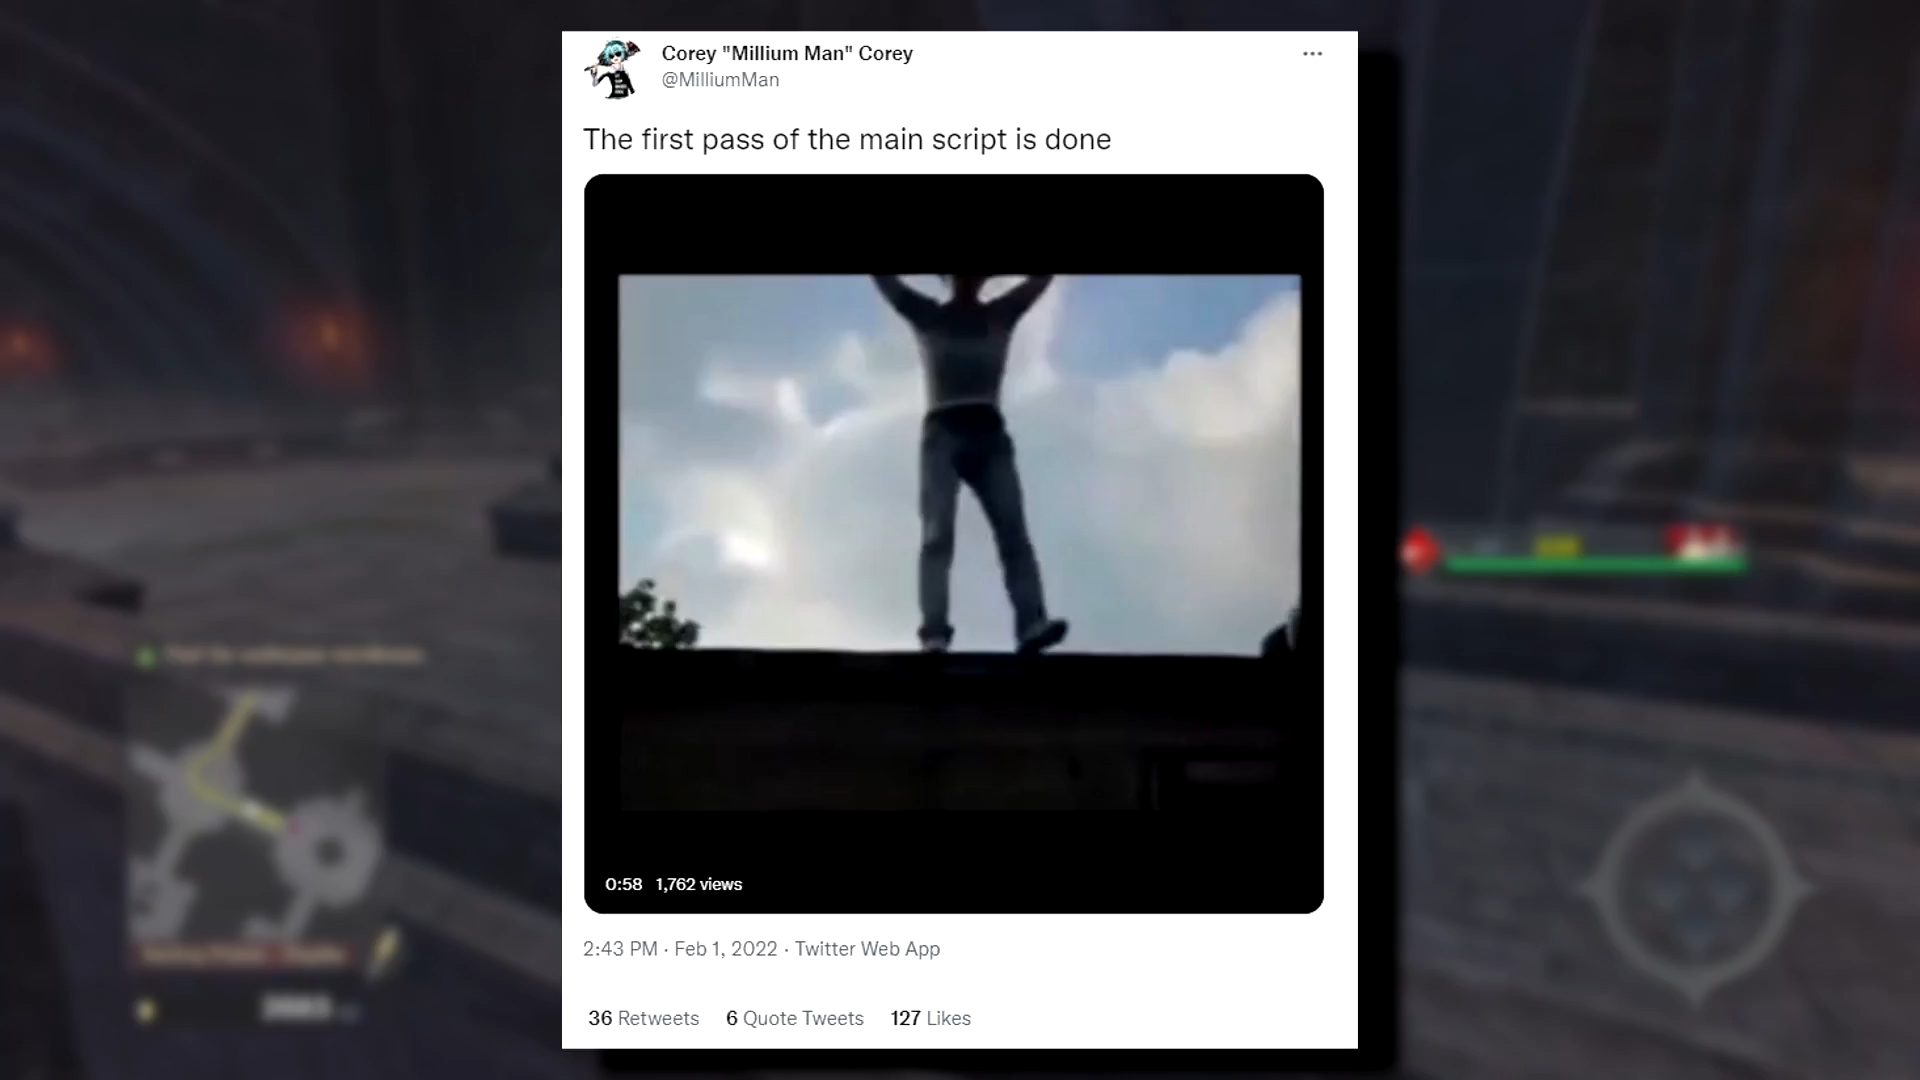 Corey "Millium Man" Corey
@MilliumMan
The first pass of the main script is done
0:58 1,762 views
2:43 PM · Feb 1, 2022 · Twitter Web App
36 Retweets 6 Quote Tweets 127 Likes